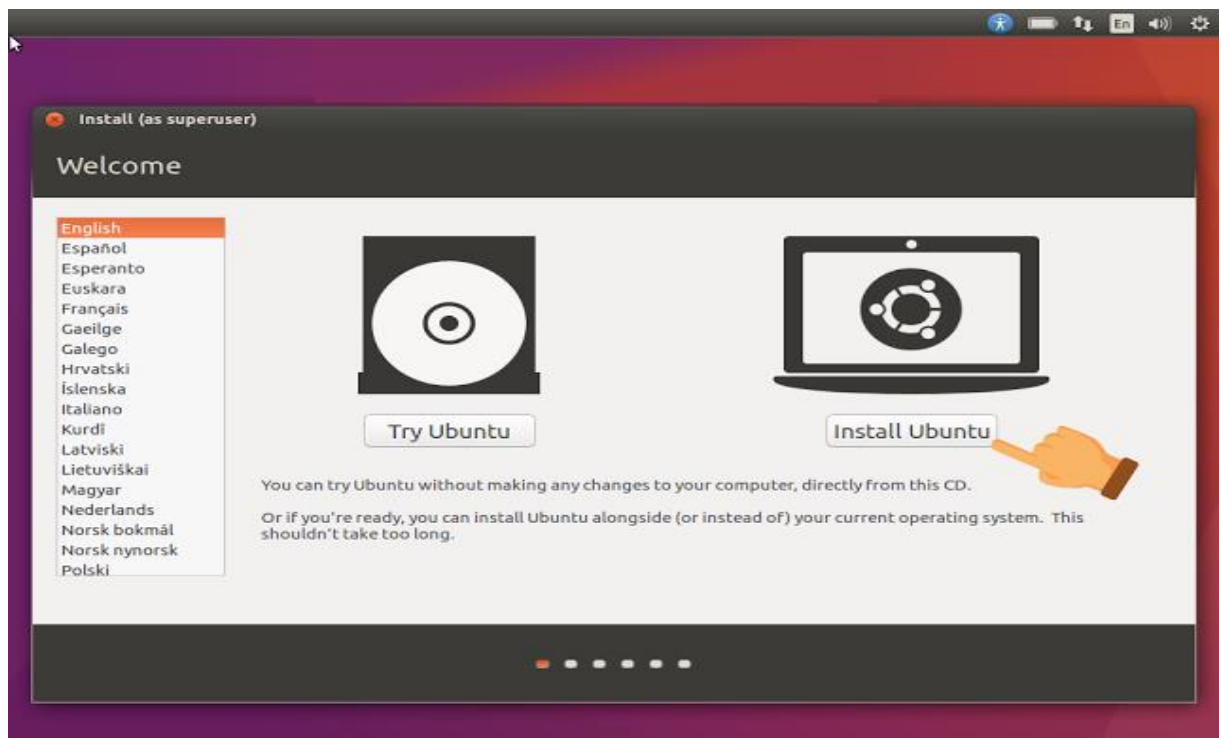 En
Install (as superuser)
Welcome
English
Español
Esperanto
Euskara
Français
Gaeilge
Galego
Hrvatski
Íslenska
Italiano
Kurdî
Latviski
Lietuviškai
Magyar
Nederlands
Norsk bokmål
Norsk nynorsk
Polski
Try Ubuntu
Install Ubuntu
You can try Ubuntu without making any changes to your computer, directly from this CD.
Or if you're ready, you can install Ubuntu alongside (or instead of) your current operating system. This
shouldn't take too long.